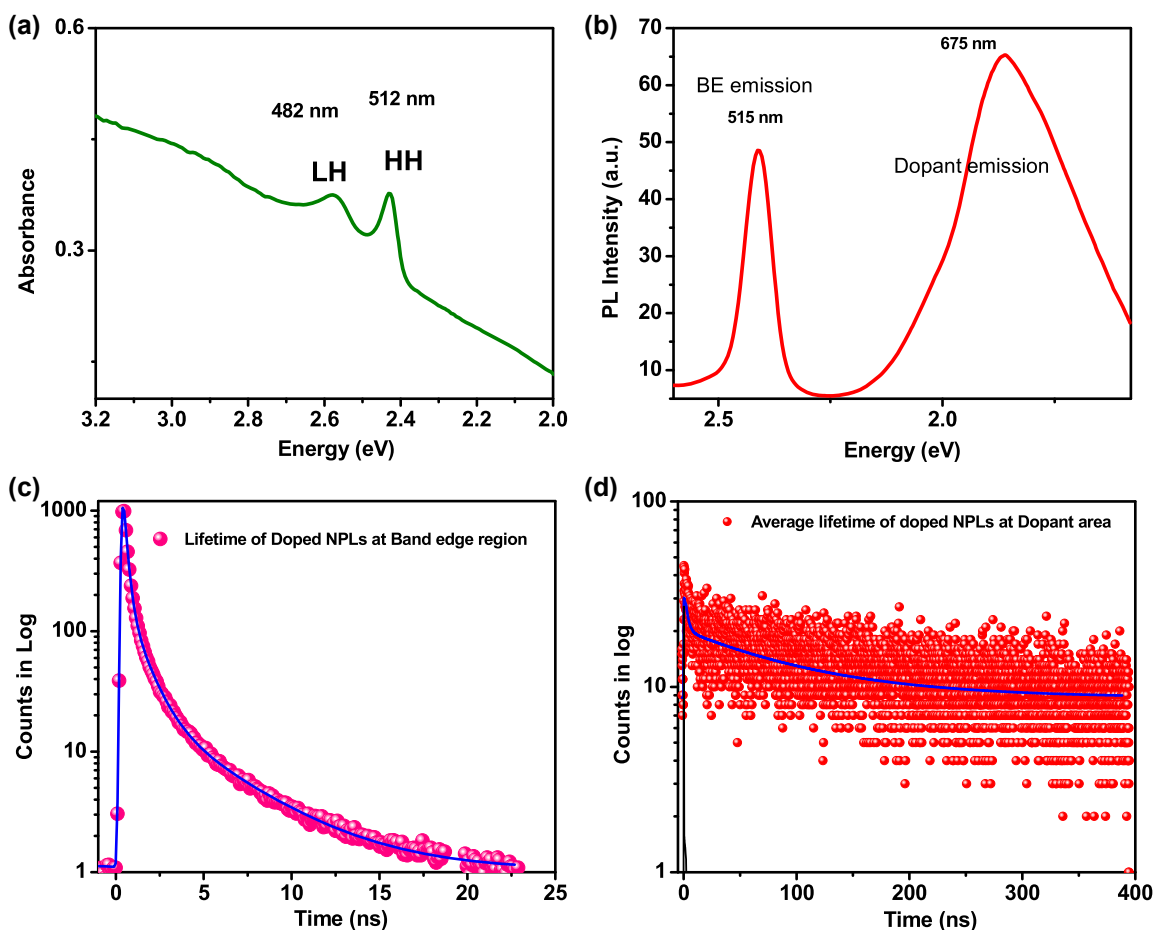 (a)
0.6
0.3
Absorbance
482 nm
512 nm
LH
HH
3.2 3.0 2.8 2.6 2.4 2.2 2.0
Energy (eV)
(b)
70
60
50
40
30
20
10
PL Intensity (a.u.)
675 nm
BE emission
515 nm
Dopant emission
2.5 2.0
Energy (eV)
(c)
1000
100
10
1
Counts in Log
Lifetime of Doped NPLs at Band edge region
0 5 10 15 20 25
Time (ns)
(d)
100
10
1
Counts in log
Average lifetime of doped NPLs at Dopant area
0 100 200 300 400
Time (ns)